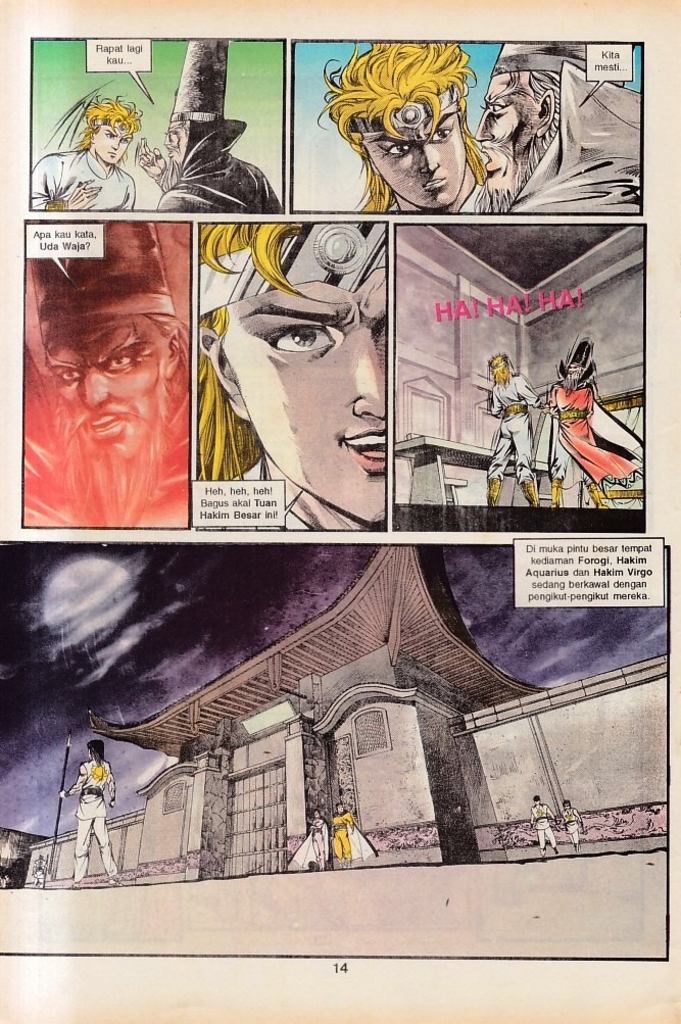 Rapat lagi
kau...
Kita
mesti...
Apa kau kata,
Uda Waja?
Heh, heh, heh!
Bagus akal Tuan
Hakim Besar ini!
HA! HA! HA!
Di muka pintu besar tempat
kediaman Forogi, Hakim
Aquarius dan Hakim Virgo
sedang berkawal dengan
pengikut-pengikut mereka.
14